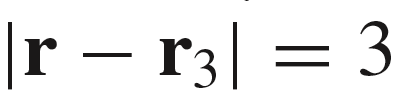 |r − r₃| = 3